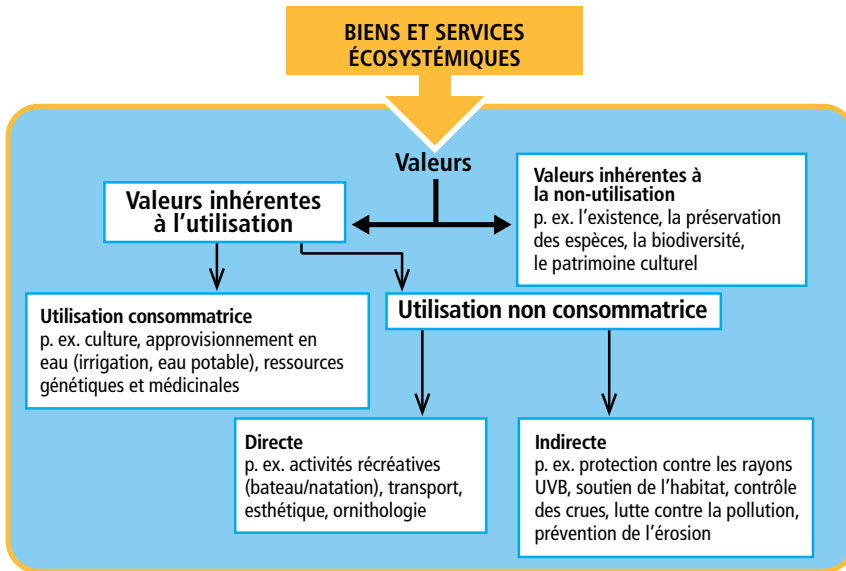 BIENS ET SERVICES
ÉCOSYSTÉMIQUES
Valeurs
Valeurs inhérentes
à l'utilisation
Valeurs inhérentes à
la non-utilisation
p. ex. l'existence, la préservation
des espèces, la biodiversité,
le patrimoine culturel
Utilisation consommatrice
p. ex. culture, approvisionnement en
eau (irrigation, eau potable), ressources
génétiques et médicinales
Utilisation non consommatrice
Directe
p. ex. activités récréatives
(bateau/natation), transport,
esthétique, ornithologie
Indirecte
p. ex. protection contre les rayons
UVB, soutien de l'habitat, contrôle
des crues, lutte contre la pollution,
prévention de l'érosion